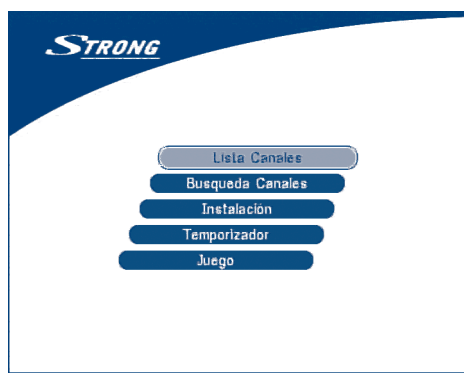 STRONG
Lista Canales
Busqueda Canales
Instalación
Temporizador
Juego